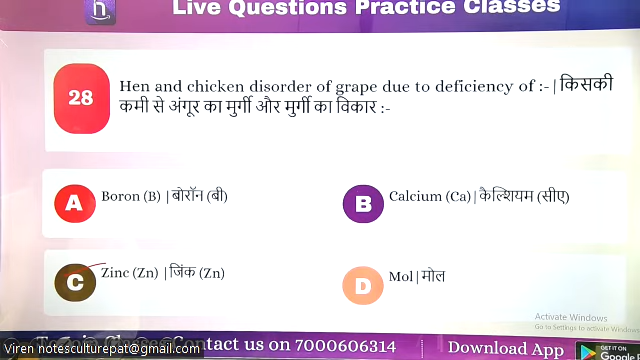 Live Questions Practice Classes
28
Hen and chicken disorder of grape due to deficiency of :- | किसकी
कमी से अंगूर का मुर्गी और मुर्गी का विकार :-
A Boron (B) | बोरॉन (बी)
B Calcium (Ca) | कैल्शियम (सीए)
C Zinc (Zn) | जिंक (Zn)
D Mol | मोल
Activate Windows
Go to Settings to activate Windows
Contact us on 7000606314
Download App
GET IT ON
Google Play
Viren notesculturepat@gmail.com